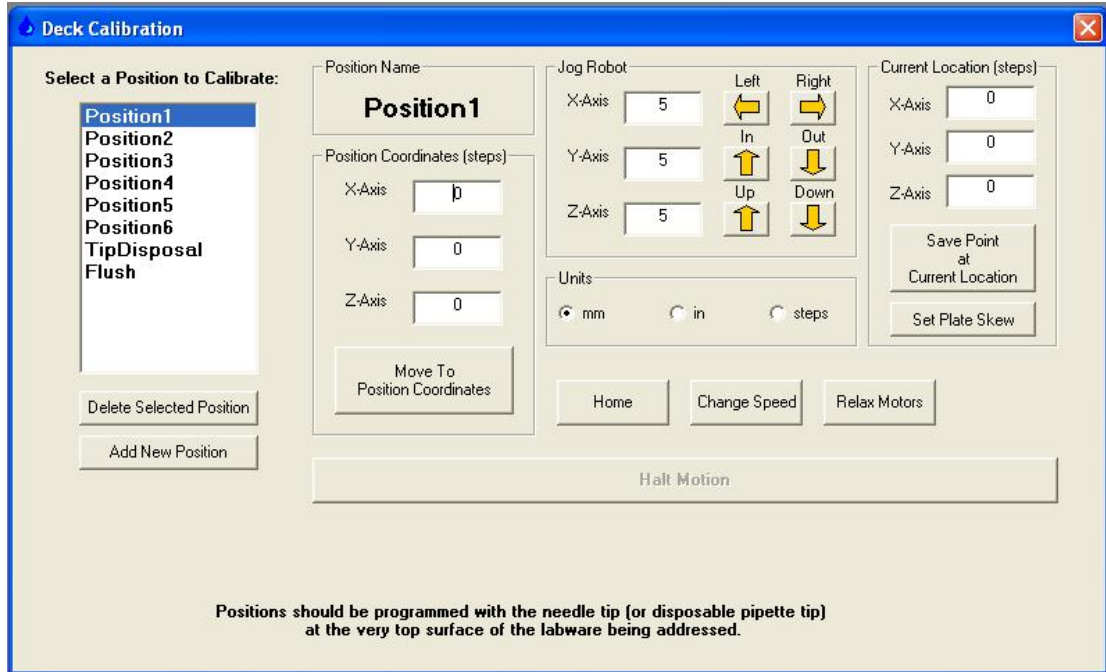 Deck Calibration
Select a Position to Calibrate:
Position1
Position2
Position3
Position4
Position5
Position6
TipDisposal
Flush
Delete Selected Position
Add New Position
Position Name
Position1
Position Coordinates (steps)
X-Axis 0
Y-Axis 0
Z-Axis 0
Move To
Position Coordinates
Jog Robot
Left Right
X-Axis 5
In Out
Y-Axis 5
Up Down
Z-Axis 5
Units
mm in steps
Current Location (steps)
X-Axis 0
Y-Axis 0
Z-Axis 0
Save Point
at
Current Location
Set Plate Skew
Home Change Speed Relax Motors
Halt Motion
Positions should be programmed with the needle tip (or disposable pipette tip)
at the very top surface of the labware being addressed.